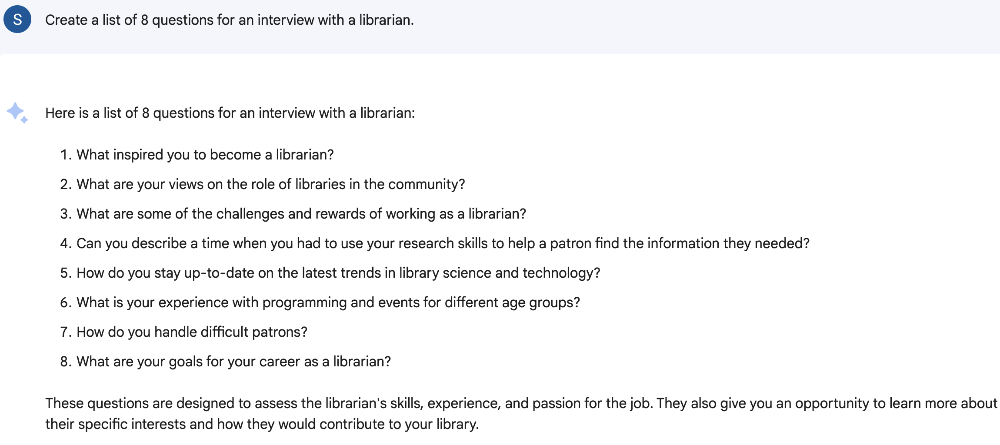 S
Create a list of 8 questions for an interview with a librarian.
Here is a list of 8 questions for an interview with a librarian:
1. What inspired you to become a librarian?
2. What are your views on the role of libraries in the community?
3. What are some of the challenges and rewards of working as a librarian?
4. Can you describe a time when you had to use your research skills to help a patron find the information they needed?
5. How do you stay up-to-date on the latest trends in library science and technology?
6. What is your experience with programming and events for different age groups?
7. How do you handle difficult patrons?
8. What are your goals for your career as a librarian?
These questions are designed to assess the librarian's skills, experience, and passion for the job. They also give you an opportunity to learn more about
their specific interests and how they would contribute to your library.